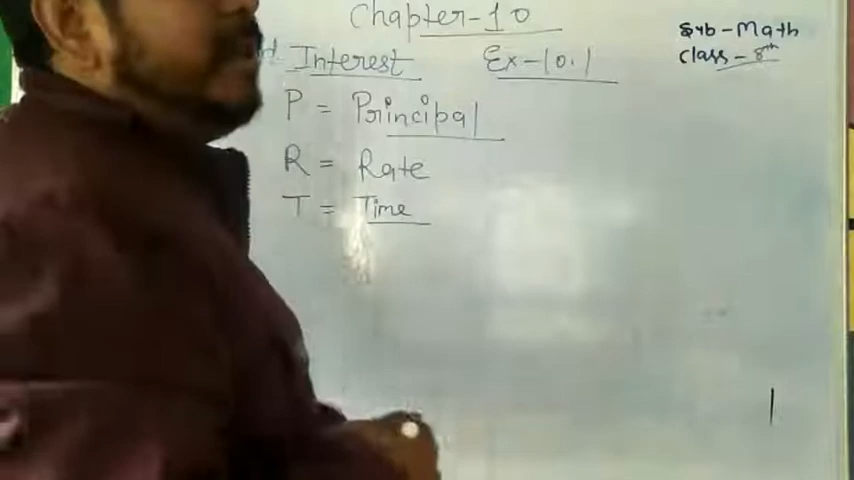 Chapter-10
Sub-Math
Class-8th
Interest Ex-10.1
P = Principal
R = Rate
T = Time